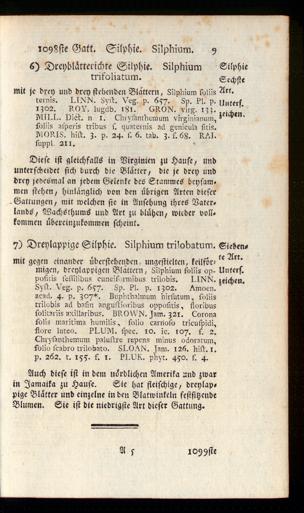 1098ste Gatt. Silphie. Silphium. 9
6) Dreyblätterichte Silphie. Silphium
trifoliatum.
Silphie
Sechste
Art.
Unters.
zeichen.
mit je drey und drey stehenden Blättern, Silphium foliis
ternis. LINN. Syst. Veg. p. 657. Sp. Pl. p.
1302. ROY. lugdb. 181. GRON. virg. 133.
MILL. Dict. n 1. Chrysanthemum virginianum,
foliis asperis tribus s. quaternis ad genicula sitis.
MORIS. hist. 3. p. 24. s. 6. tab. 3. f. 68. RAI.
suppl. 211.
Diese ist gleichfalls in Virginien zu Hause, und
unterscheidet sich durch die Blätter, die je drey und
drey jedesmal an jedem Gelenke des Stammes beysam-
men stehen, hinlänglich von den übrigen Arten dieser
Gattungen, mit welchen sie in Ansehung ihres Vater-
lands, Wachsthums und Art zu blühen, wieder voll-
kommen übereinzukommen scheint.
7) Dreylappige Silphie. Silphium trilobatum.
Sieben-
te Art.
Unters.
zeichen.
mit gegen einander überstehenden, ungestielten, keilför-
migen, dreylappigen Blättern, Silphium foliis op-
positis sessilibus cuneiformibus trilobis. LINN.
Syst. Veg. p. 657. Sp. Pl. p. 1302. Amoen.
acad. 4. p. 307*. Buphthalmum hirsutum, foliis
trilobis ad basin angustioribus oppositis, floribus
solitariis axillaribus. BROWN. Jam. 321. Corona
solis maritima humilis, folio carnoso tricuspidi,
flore luteo. PLUM. spec. 10. ic. 107. f. 2.
Chrysanthemum palustre repens minus odoratum,
folio scabro trilobato. SLOAN. Jam. 126. hist. 1.
p. 262. t. 155. f. 1. PLUK. phyt. 450. f. 4.
Auch diese ist in dem nördlichen Amerika und zwar
in Jamaika zu Hause. Sie hat fleischige, dreylap-
pige Blätter und einzelne in den Blatwinkeln festsitzende
Blumen. Sie ist die niedrigste Art dieser Gattung.
A 5 1099ste